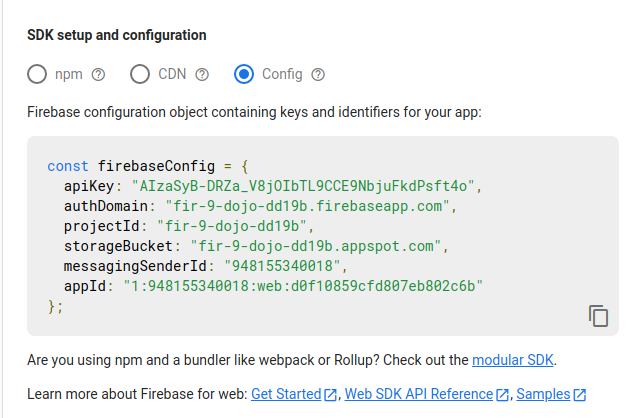 SDK setup and configuration
npm CDN Config
Firebase configuration object containing keys and identifiers for your app:
const firebaseConfig = {
  apiKey: "AIzaSyB-DRZa_V8jOIbTL9CCE9NbjuFkdPsft4o",
  authDomain: "fir-9-dojo-dd19b.firebaseapp.com",
  projectId: "fir-9-dojo-dd19b",
  storageBucket: "fir-9-dojo-dd19b.appspot.com",
  messagingSenderId: "948155340018",
  appId: "1:948155340018:web:d0f10859cfd807eb802c6b"
};
Are you using npm and a bundler like webpack or Rollup? Check out the modular SDK.
Learn more about Firebase for web: Get Started, Web SDK API Reference, Samples